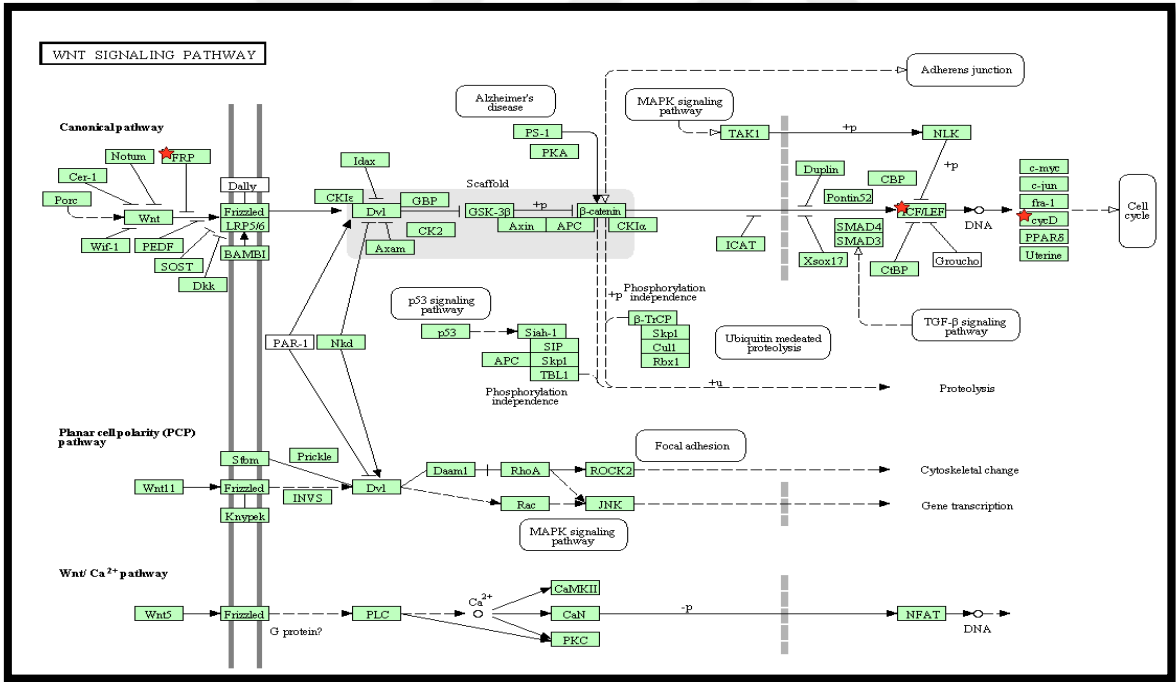 WNT SIGNALING PATHWAY
Canonical pathway
Notum
FRP
Cer-1
Porc
Wnt
Wif-1
PEDF
SOST
Dkk
Dally
Frizzled
LRP5/6
BAMBI
Idax
CKIε
Dvl
GBP
CK2
Axam
Scaffold
GSK-3β
+p
Axin
APC
β-catenin
CKIα
Alzheimer's
disease
PS-1
PKA
MAPK signaling
pathway
Adherens junction
TAK1
+p
NLK
+p
Duplin
Pontin52
CBP
TCF/LEF
SMAD4
SMAD3
ICAT
Xsox17
CtBP
Groucho
DNA
c-myc
c-jun
fra-1
cycD
PPARδ
Uterine
Cell
cycle
TGF-β signaling
pathway
PAR-1
Nkd
p53 signaling
pathway
p53
Siah-1
SIP
APC
Skp1
TBL1
Phosphorylation
independence
+p
Phosphorylation
independence
β-TrCP
Skp1
Cul1
Rbx1
Ubiquitin medeated
proteolysis
+u
Proteolysis
Planar cell polarity (PCP)
pathway
Stbm
Prickle
Wnt11
Frizzled
INVS
Knypek
Dvl
Daam1
RhoA
ROCK2
Focal adhesion
Cytoskeletal change
Rac
JNK
Gene transcription
MAPK signaling
pathway
Wnt/ Ca2+ pathway
Wnt5
Frizzled
G protein?
PLC
Ca2+
CaMKII
CaN
PKC
-p
NFAT
DNA